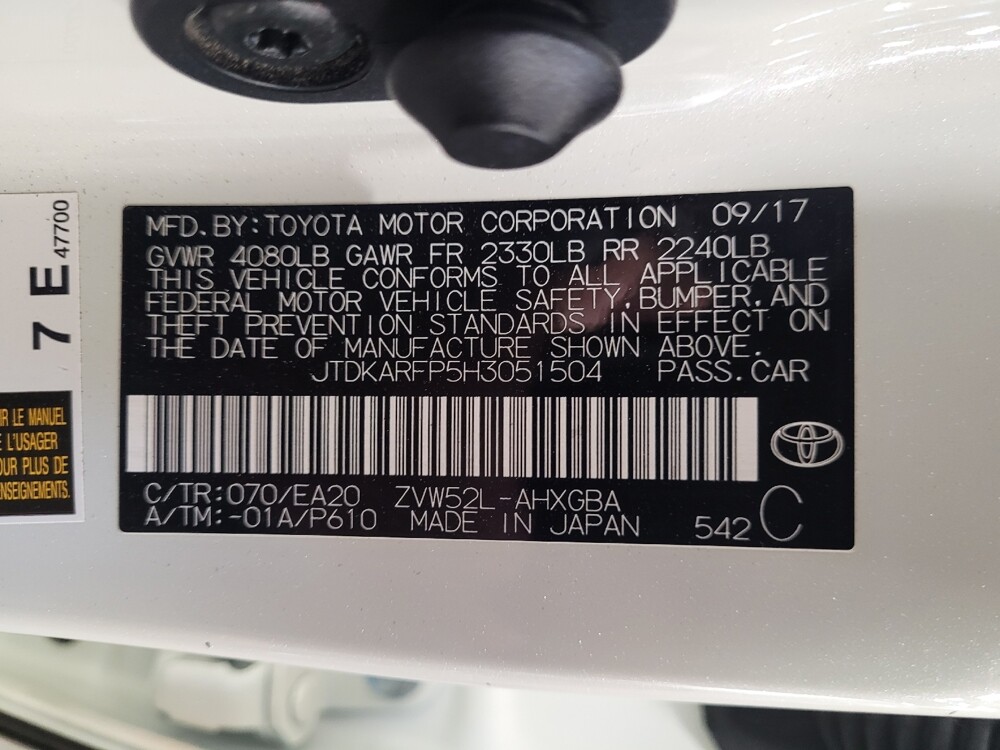 MFD. BY: TOYOTA MOTOR CORPORATION 09/17
GVWR 4080LB GAWR FR 2330LB RR 2240LB
THIS VEHICLE CONFORMS TO ALL APPLICABLE
FEDERAL MOTOR VEHICLE SAFETY, BUMPER, AND
THEFT PREVENTION STANDARDS IN EFFECT ON
THE DATE OF MANUFACTURE SHOWN ABOVE.
JTDKARFP5H3051504 PASS. CAR
C/TR: 070/EA20 ZVW52L-AHXGBA
A/TM: -01A/P610 MADE IN JAPAN 542 C
7 E 47700
LE MANUEL
L'USAGER
PLUS DE